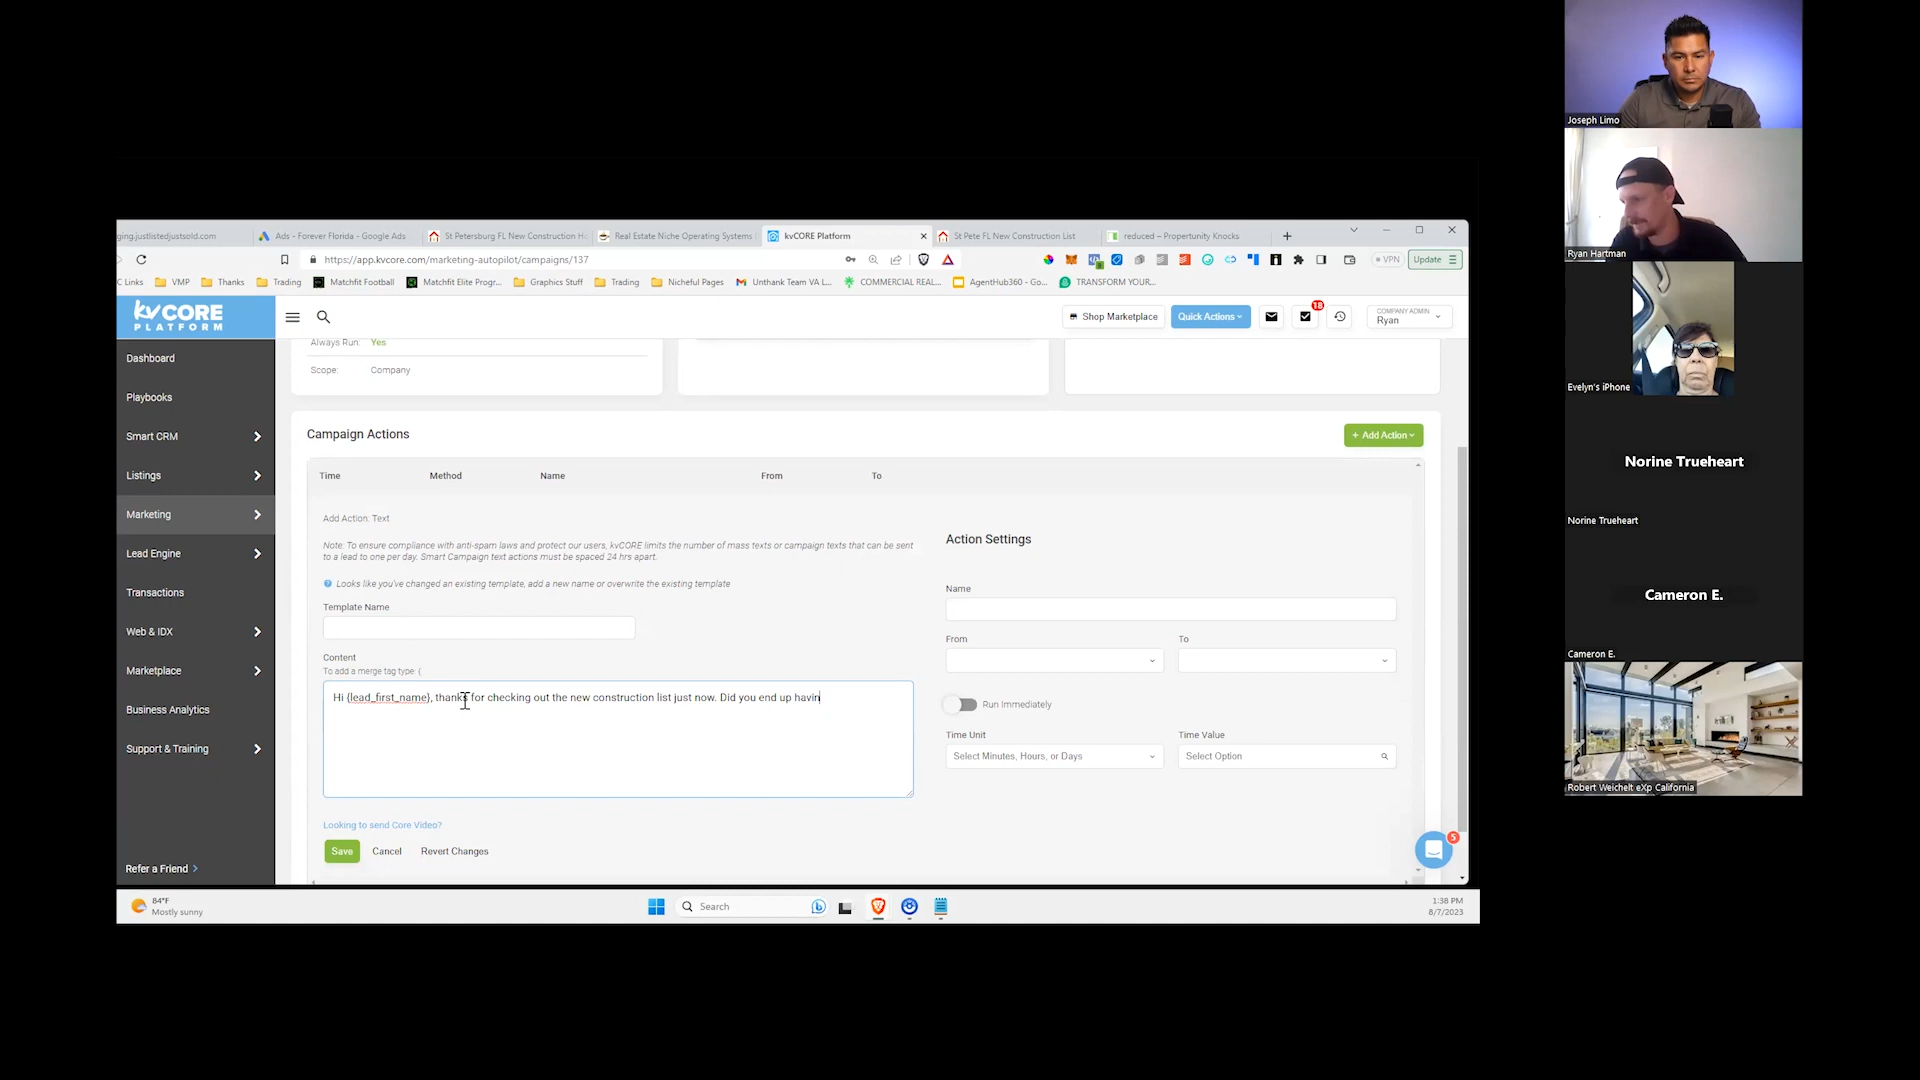 Joseph Limo
Ryan Hartman
Evelyn's iPhone
Norine Trueheart
Norine Trueheart
Cameron E.
Cameron E.
Robert Weichelt eXp California
ging.justlistedjustsold.com
Ads - Forever Florida - Google Ads
St Petersburg FL New Construction Ho
Real Estate Niche Operating Systems
kvCORE Platform
St Pete FL New Construction List
reduced – Propertunity Knocks
https://app.kvcore.com/marketing-autopilot/campaigns/137
VPN
Update
C Links
VMP
Thanks
Trading
Matchfit Football
Matchfit Elite Progr...
Graphics Stuff
Trading
Nicheful Pages
Unthank Team VA L...
COMMERCIAL REAL...
AgentHub360 - Go...
TRANSFORM YOUR...
kvCORE
PLATFORM
Shop Marketplace
Quick Actions
18
COMPANY ADMIN
Ryan
Dashboard
Playbooks
Smart CRM
Listings
Marketing
Lead Engine
Transactions
Web & IDX
Marketplace
Business Analytics
Support & Training
Refer a Friend
Always Run: Yes
Scope: Company
Campaign Actions
+ Add Action
Time Method Name From To
Add Action: Text
Note: To ensure compliance with anti-spam laws and protect our users, kvCORE limits the number of mass texts or campaign texts that can be sent
to a lead to one per day. Smart Campaign text actions must be spaced 24 hrs apart.
Looks like you've changed an existing template, add a new name or overwrite the existing template
Template Name
Content
To add a merge tag type: {
Hi {lead_first_name}, thanks for checking out the new construction list just now. Did you end up havin
Looking to send Core Video?
Save Cancel Revert Changes
Action Settings
Name
From To
Run Immediately
Time Unit Time Value
Select Minutes, Hours, or Days Select Option
5
84°F
Mostly sunny
Search
1:38 PM
8/7/2023